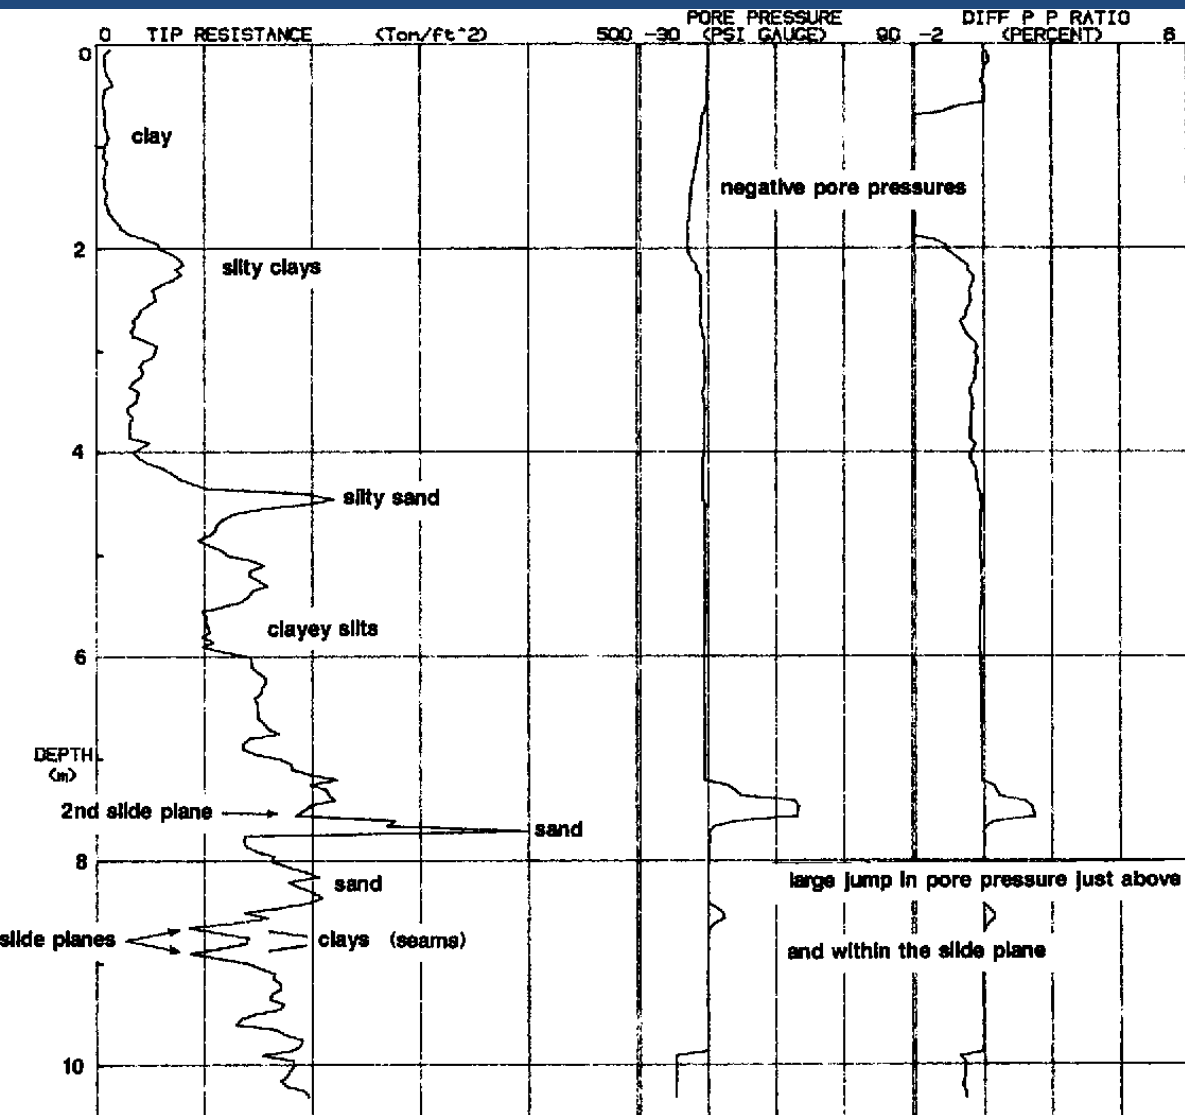 PORE PRESSURE DIFF P P RATIO
0 TIP RESISTANCE (Ton/ft^2) 500 -30 (PSI GAUGE) 90 -2 (PERCENT) 6
0
clay
negative pore pressures
2
silty clays
4
silty sand
clayey silts
6
DEPTH
(m)
2nd slide plane
sand
8
large jump in pore pressure just above
sand
slide planes
clays (seams)
and within the slide plane
10